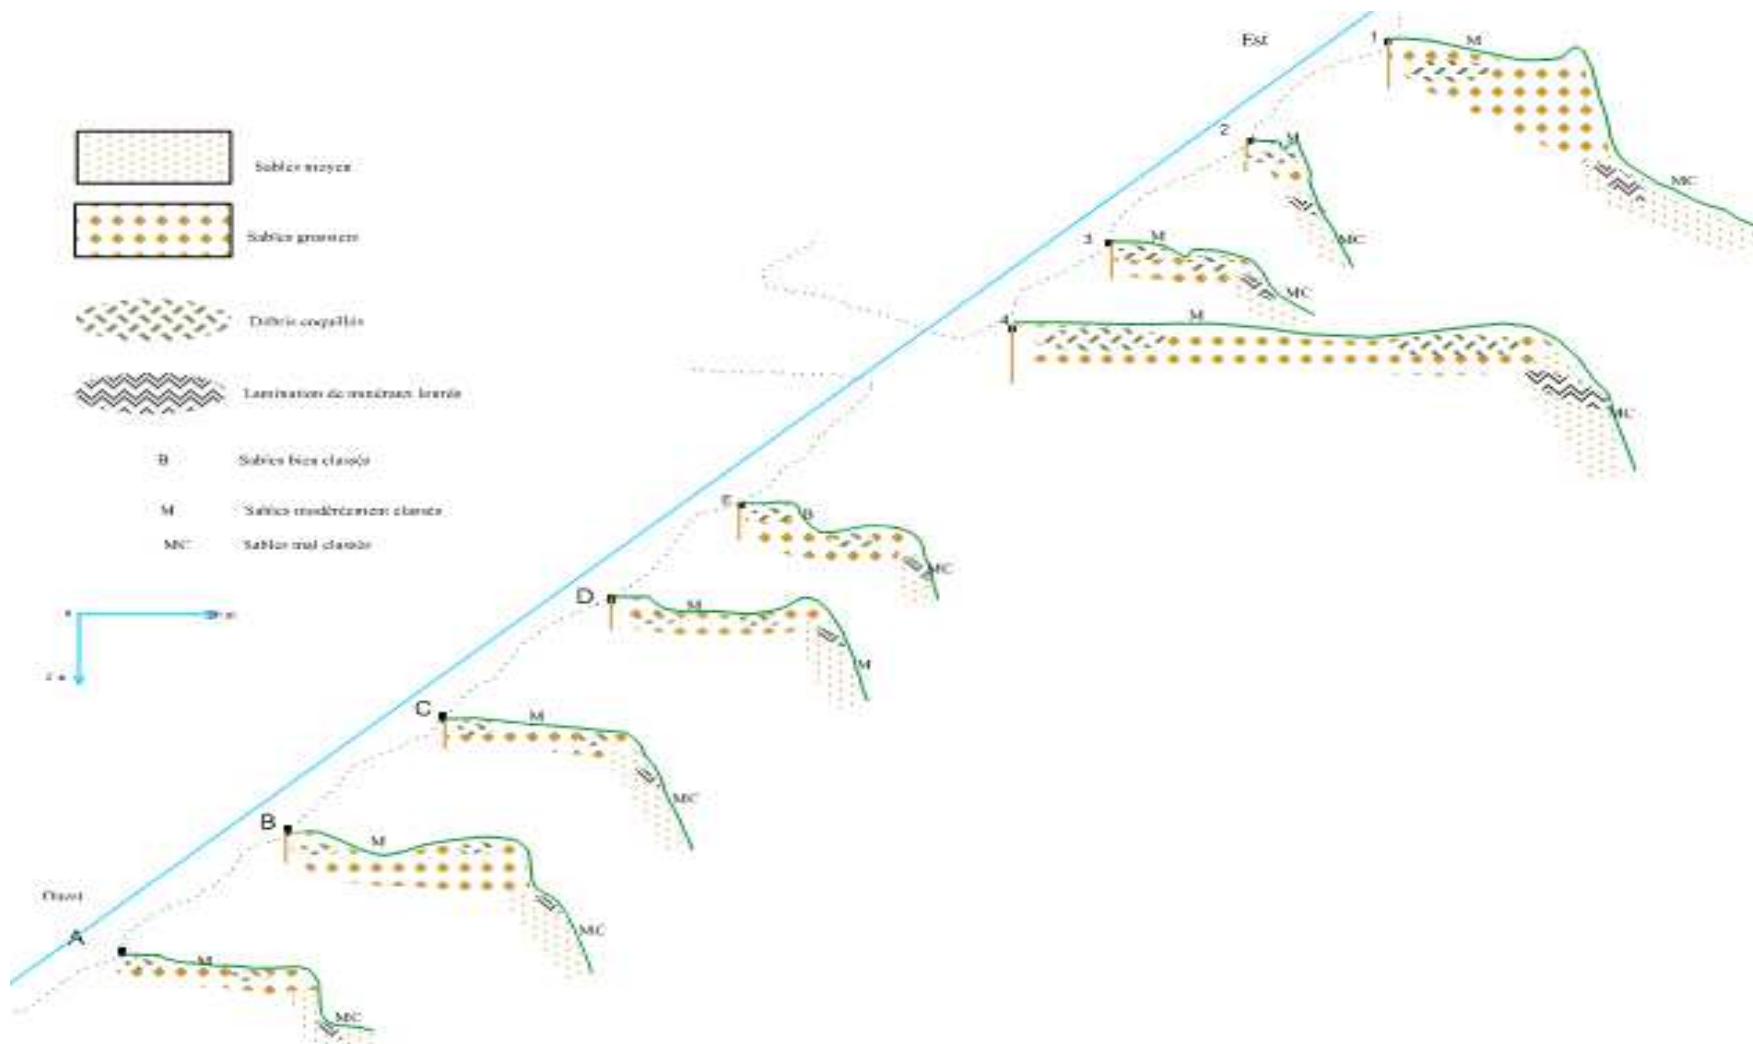 Est
1
M
MC
Sables moyen
2
M
MC
Sables grossiers
3
M
MC
Débris coquillés
4
M
MC
Lamination de minéraux lourds
B
Sables bien classés
M
Sables modérément classés
MC
Sables mal classés
E
B
MC
D
M
M
C
M
MC
B
M
MC
Ouest
A
M
MC